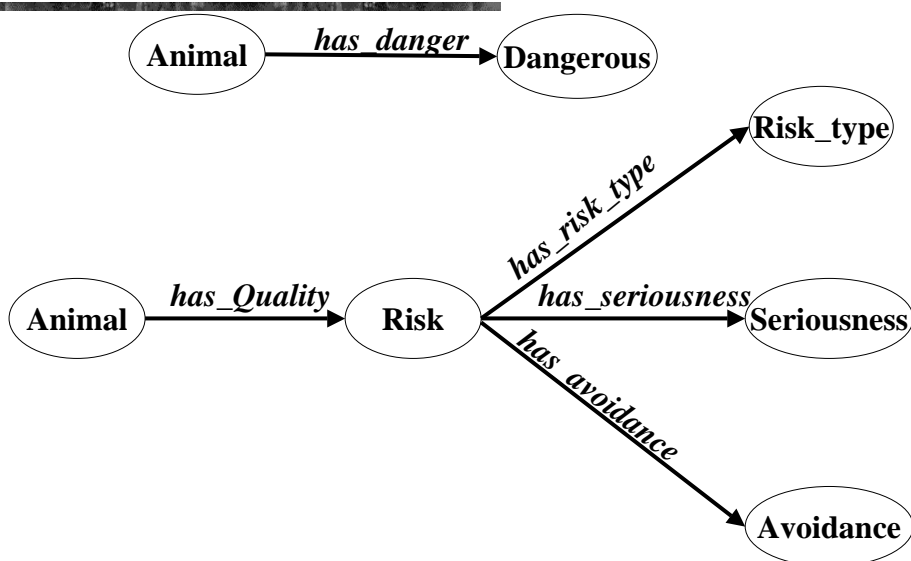 Animal
has_danger
Dangerous
Risk_type
has_risk_type
Animal
has_Quality
Risk
has_seriousness
Seriousness
has_avoidance
Avoidance